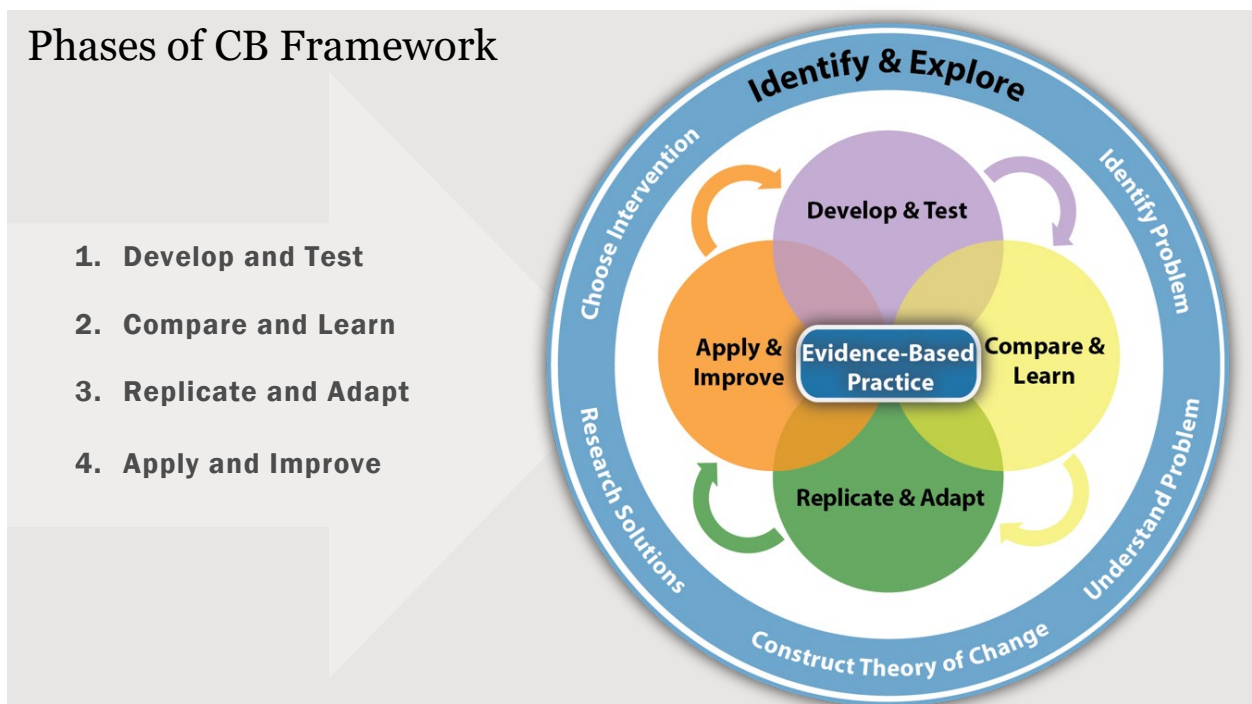 Phases of CB Framework
1. Develop and Test
2. Compare and Learn
3. Replicate and Adapt
4. Apply and Improve
Identify & Explore
Identify Problem
Understand Problem
Construct Theory of Change
Research Solutions
Choose Intervention
Develop & Test
Compare &
Learn
Replicate & Adapt
Apply &
Improve
Evidence-Based
Practice